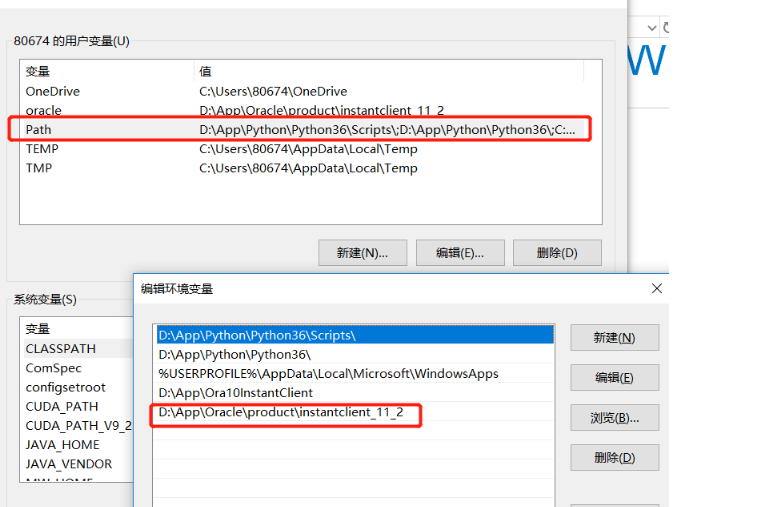 W
80674 的用户变量(U)
变量 值
OneDrive C:\Users\80674\OneDrive
oracle D:\App\Oracle\product\instantclient_11_2
Path D:\App\Python\Python36\Scripts\;D:\App\Python\Python36\;C:...
TEMP C:\Users\80674\AppData\Local\Temp
TMP C:\Users\80674\AppData\Local\Temp
新建(N)... 编辑(E)... 删除(D)
系统变量(S)
变量
CLASSPATH
ComSpec
configsetroot
CUDA_PATH
CUDA_PATH_V9_2
JAVA_HOME
JAVA_VENDOR
MW_HOME
编辑环境变量
D:\App\Python\Python36\Scripts\
D:\App\Python\Python36\
%USERPROFILE%\AppData\Local\Microsoft\WindowsApps
D:\App\Ora10InstantClient
D:\App\Oracle\product\instantclient_11_2
新建(N)
编辑(E)
浏览(B)...
删除(D)